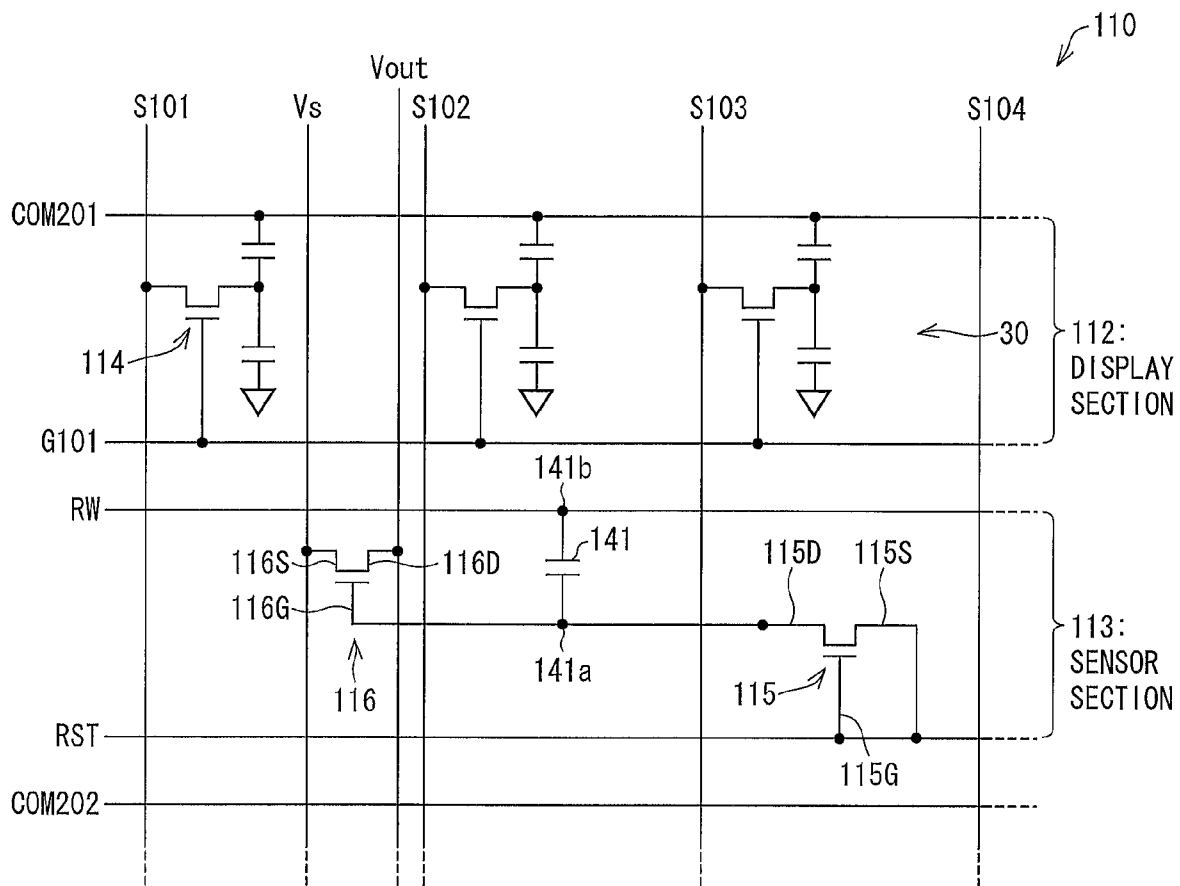 110
Vout
S101
Vs
S102
S103
S104
COM201
114
30
112:
DISPLAY
SECTION
G101
141b
RW
116S
116D
141
115D
115S
116G
113:
SENSOR
SECTION
116
141a
115
RST
115G
COM202